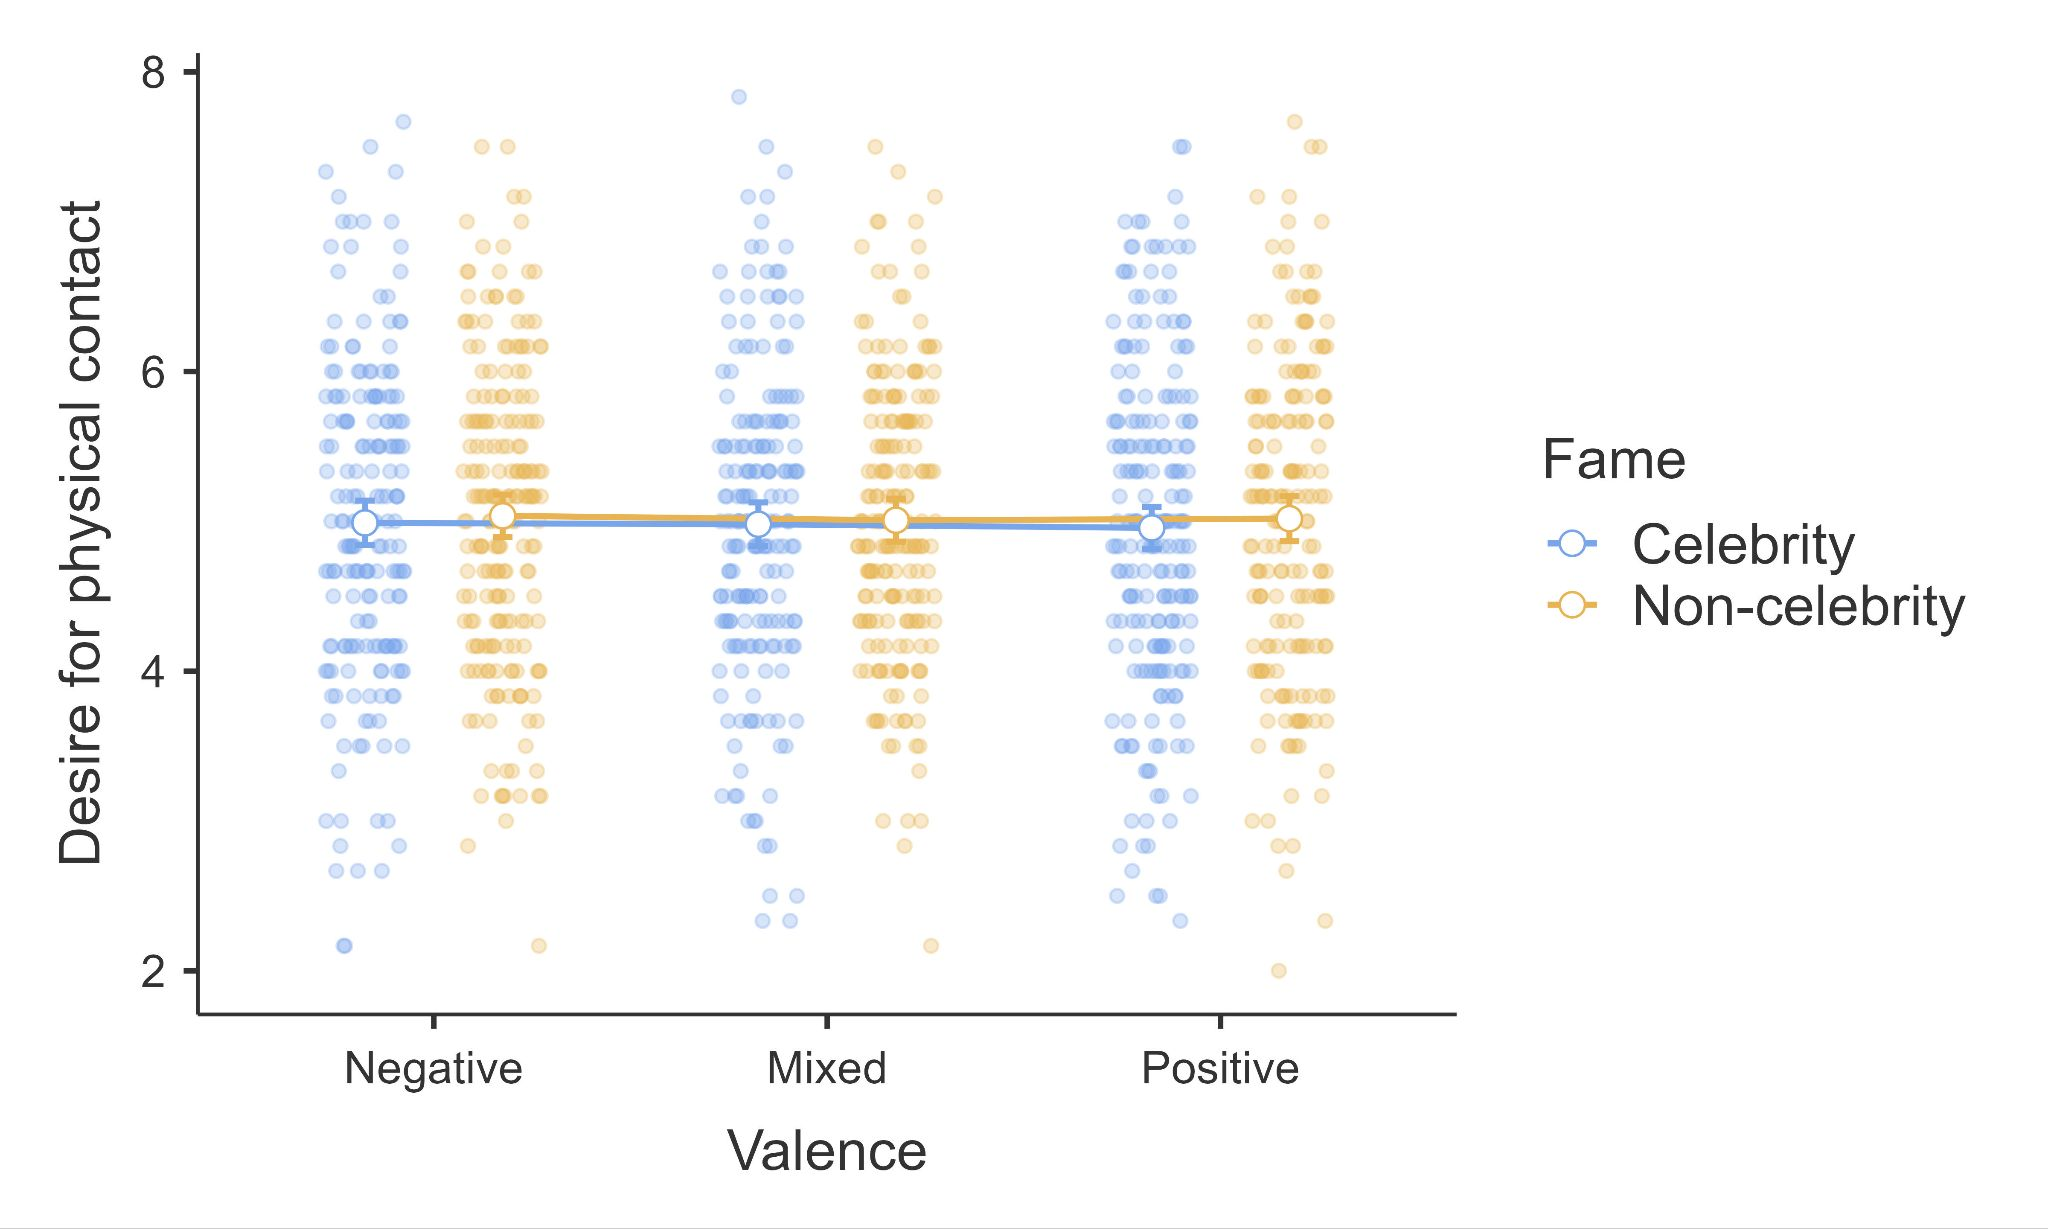 8
6
4
2
Desire for physical contact
Negative
Mixed
Positive
Valence
Fame
Celebrity
Non-celebrity